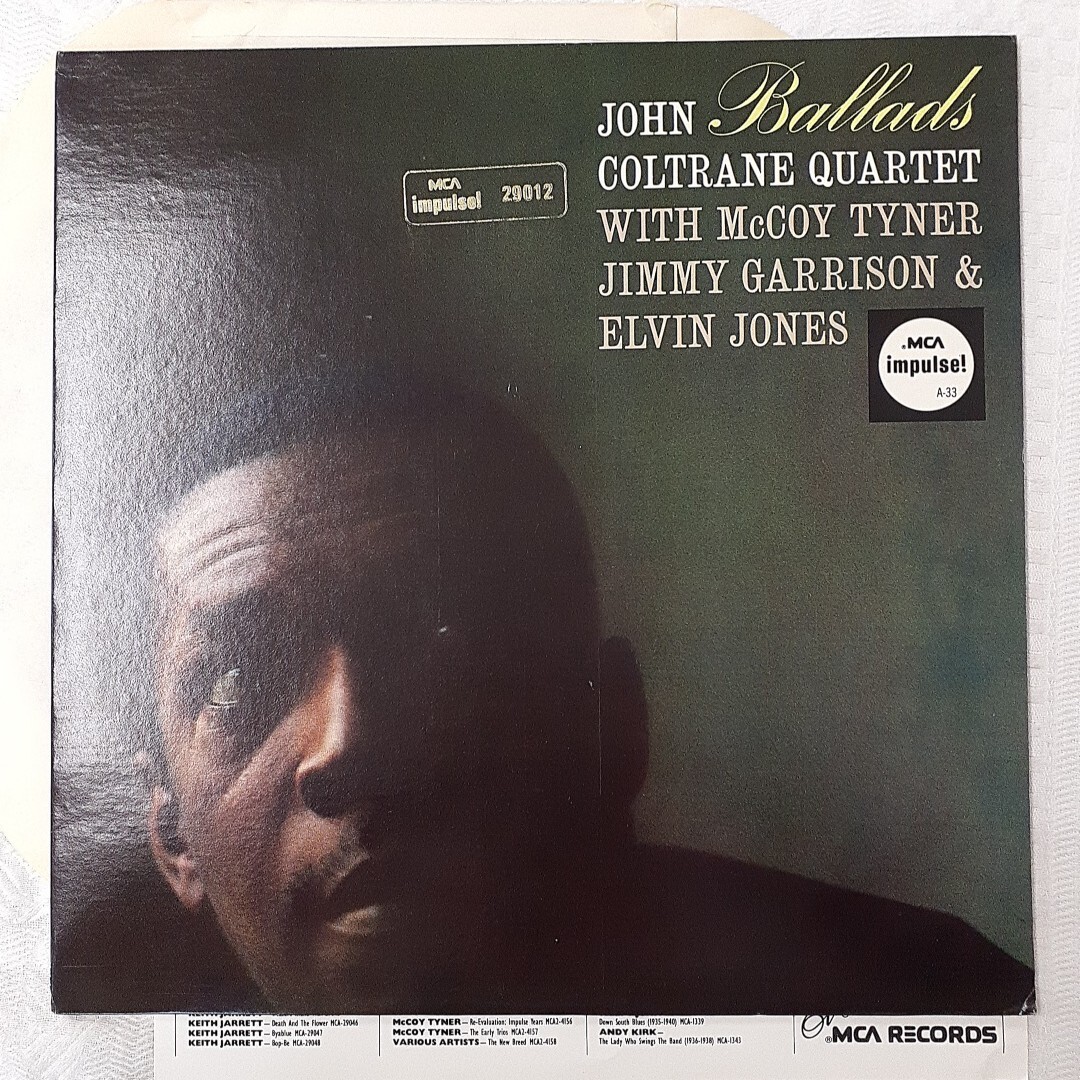 JOHN Ballads
COLTRANE QUARTET
WITH McCOY TYNER
JIMMY GARRISON &
ELVIN JONES
MCA
impulse! 29012
MCA
impulse!
A-33
KEITH JARRETT— Death And The Flower MCA-29046
KEITH JARRETT— Byablue MCA-29047
KEITH JARRETT— Bop-Be MCA-29048
McCOY TYNER— Re-Evaluation: Impulse Years MCA2-4156
McCOY TYNER— The Early Trios MCA2-4157
VARIOUS ARTISTS— The New Breed MCA2-4158
Down South Blues (1935-1940) MCA-1339
ANDY KIRK—
The Lady Who Swings The Band (1936-1938) MCA-1343
®MCA RECORDS